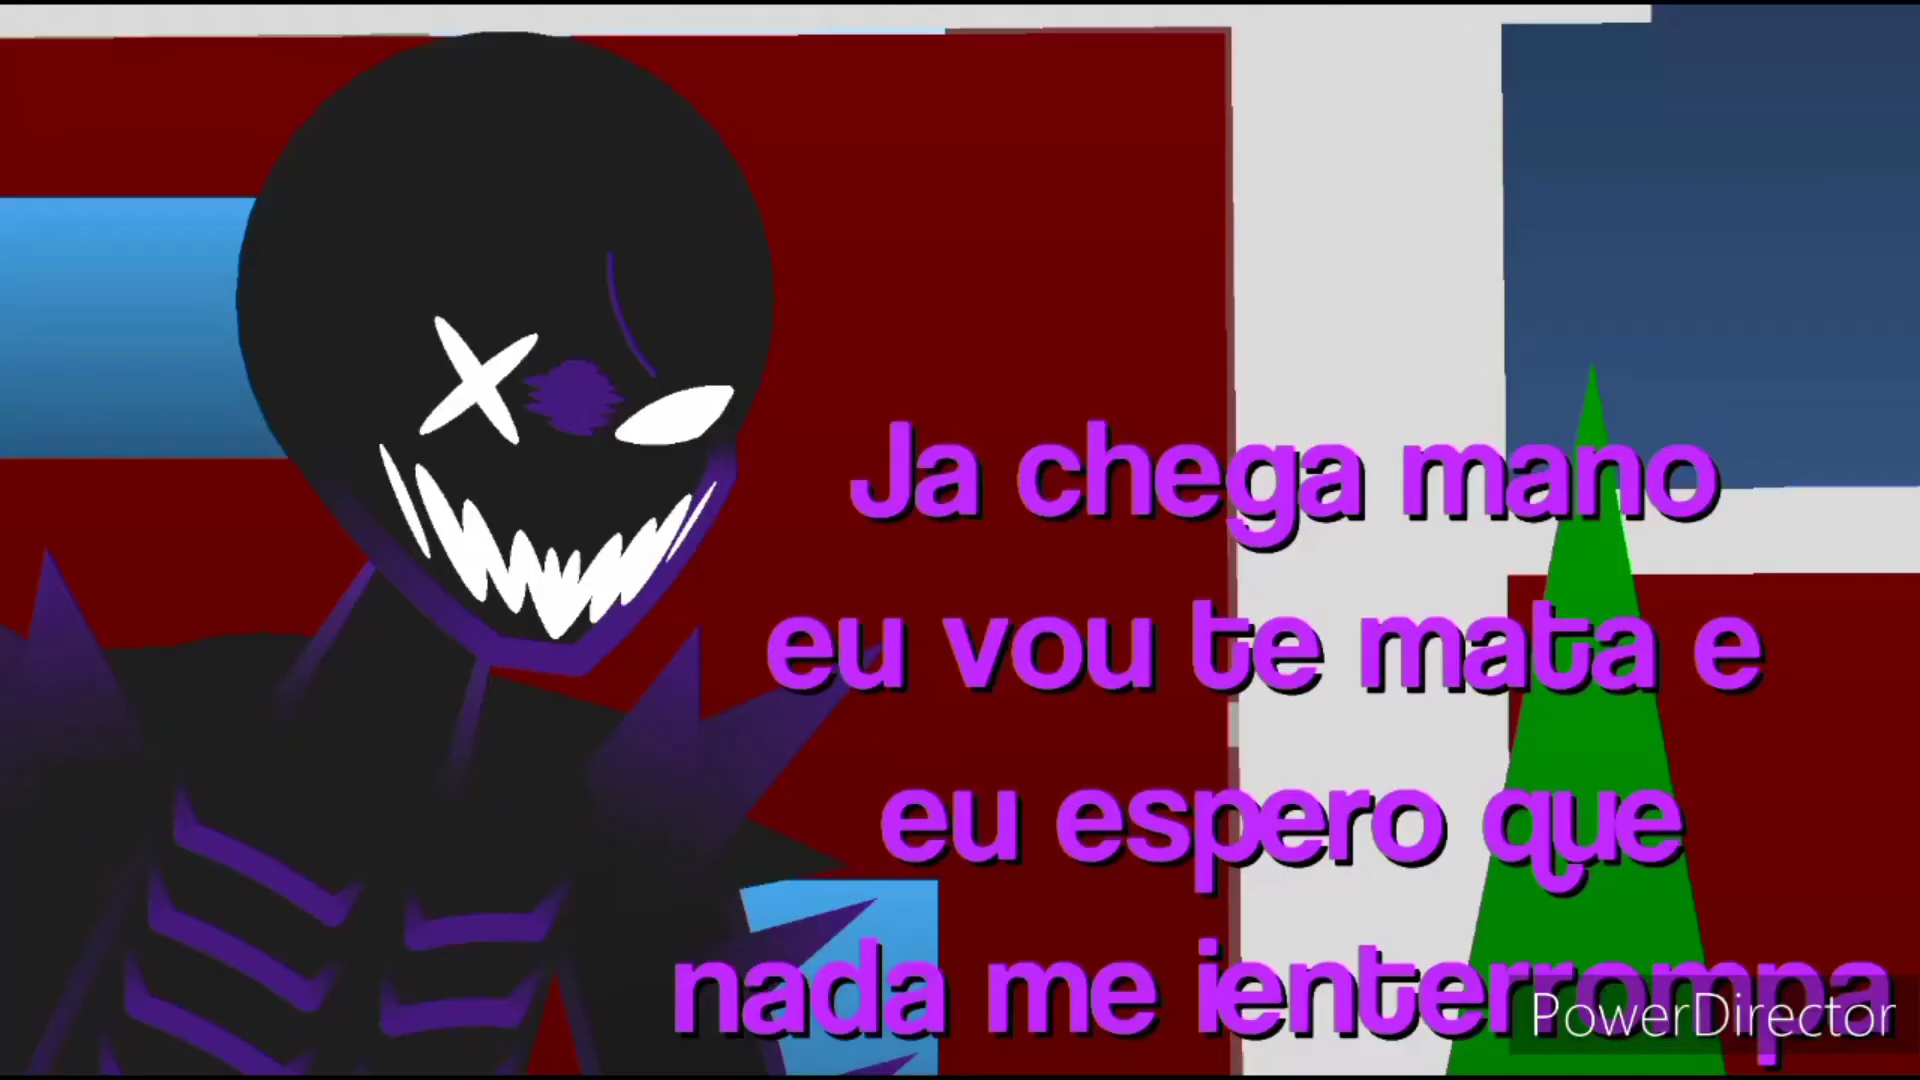 Ja chega mano
eu vou te mata e
eu espero que
nada me ienterrompa
PowerDirector